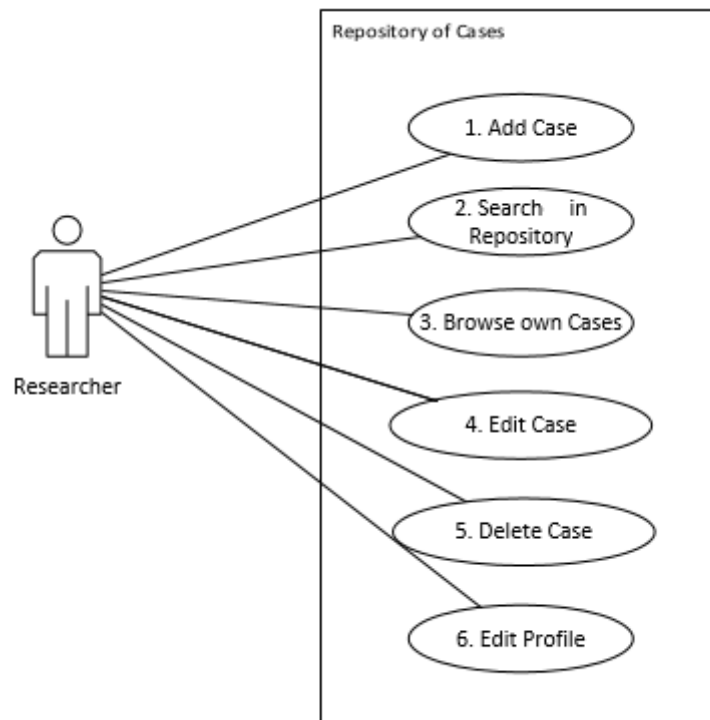 Repository of Cases
1. Add Case
2. Search in
Repository
3. Browse own Cases
Researcher
4. Edit Case
5. Delete Case
6. Edit Profile